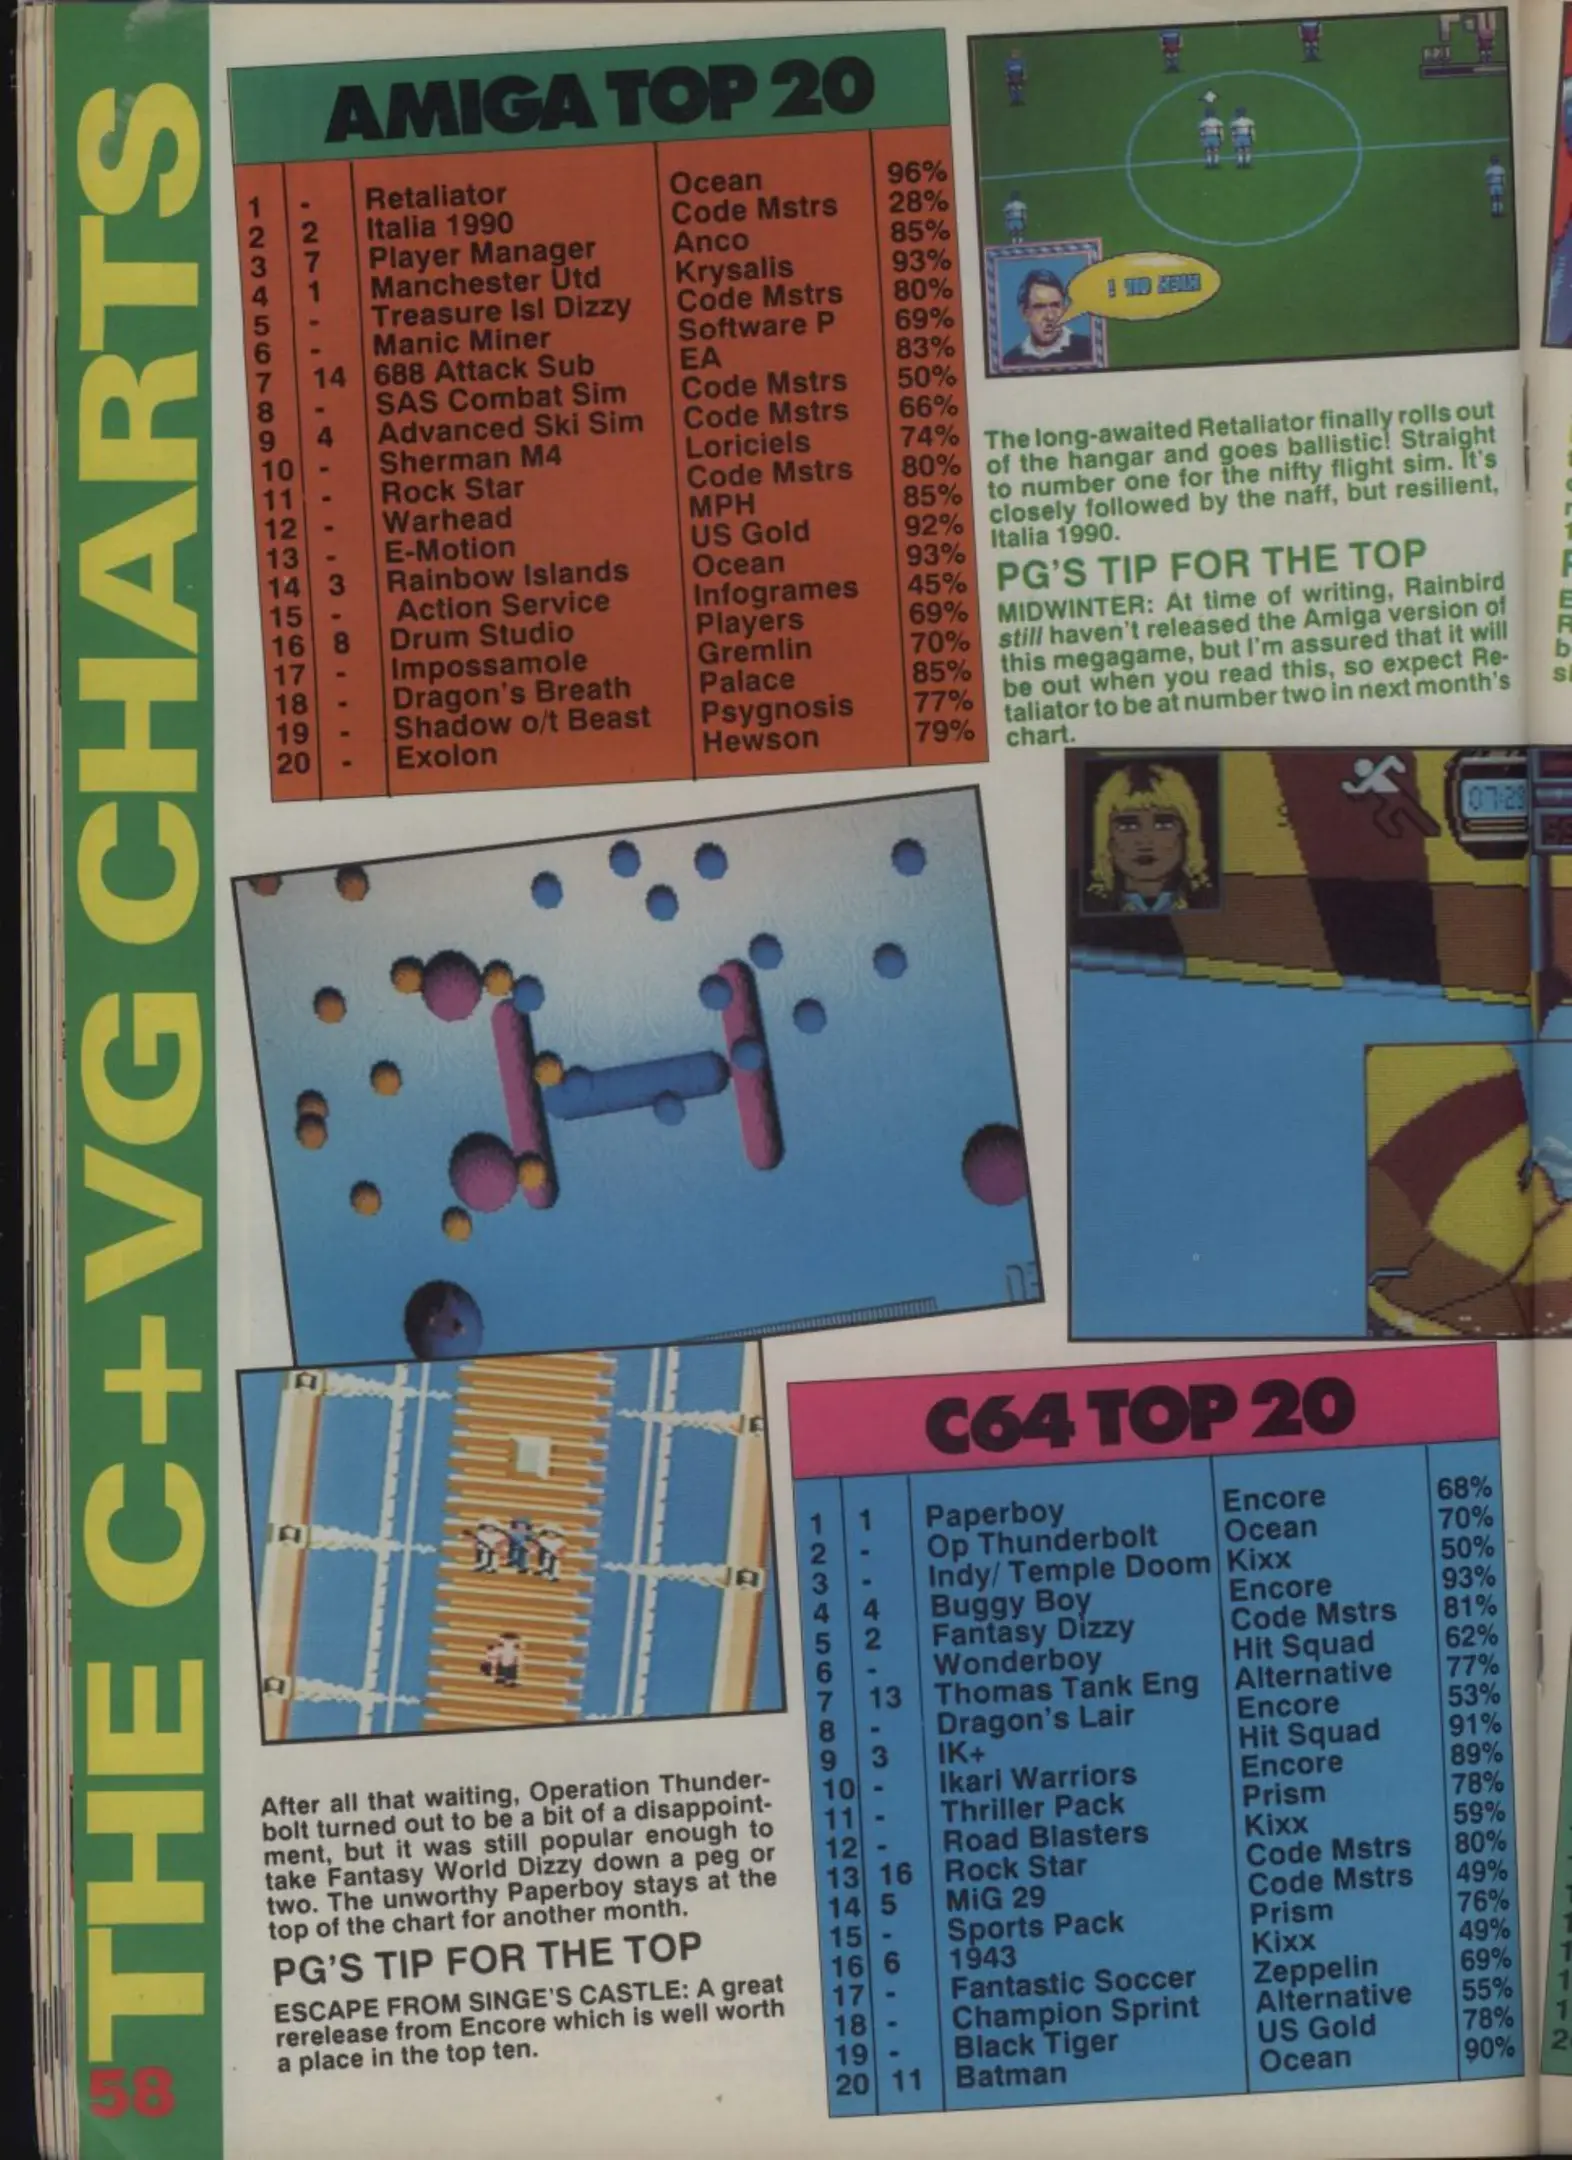 THE C+VG CHARTS
58
AMIGA TOP 20
1 - Retaliator Ocean 96%
2 2 Italia 1990 Code Mstrs 28%
3 7 Player Manager Anco 85%
4 1 Manchester Utd Krysalis 93%
5 - Treasure Isl Dizzy Code Mstrs 80%
6 - Manic Miner Software P 69%
7 14 688 Attack Sub EA 83%
8 - SAS Combat Sim Code Mstrs 50%
9 4 Advanced Ski Sim Code Mstrs 66%
10 - Sherman M4 Loriciels 74%
11 - Rock Star Code Mstrs 80%
12 - Warhead MPH 85%
13 - E-Motion US Gold 92%
14 3 Rainbow Islands Ocean 93%
15 - Action Service Infogrames 45%
16 8 Drum Studio Players 69%
17 - Impossamole Gremlin 70%
18 - Dragon's Breath Palace 85%
19 - Shadow o/t Beast Psygnosis 77%
20 - Exolon Hewson 79%
The long-awaited Retaliator finally rolls out
of the hangar and goes ballistic! Straight
to number one for the nifty flight sim. It's
closely followed by the naff, but resilient,
Italia 1990.
PG'S TIP FOR THE TOP
MIDWINTER: At time of writing, Rainbird
still haven't released the Amiga version of
this megagame, but I'm assured that it will
be out when you read this, so expect Re-
taliator to be at number two in next month's
chart.
07:29
After all that waiting, Operation Thunder-
bolt turned out to be a bit of a disappoint-
ment, but it was still popular enough to
take Fantasy World Dizzy down a peg or
two. The unworthy Paperboy stays at the
top of the chart for another month.
PG'S TIP FOR THE TOP
ESCAPE FROM SINGE'S CASTLE: A great
rerelease from Encore which is well worth
a place in the top ten.
C64 TOP 20
1 1 Paperboy Encore 68%
2 - Op Thunderbolt Ocean 70%
3 - Indy/ Temple Doom Kixx 50%
4 4 Buggy Boy Encore 93%
5 2 Fantasy Dizzy Code Mstrs 81%
6 - Wonderboy Hit Squad 62%
7 13 Thomas Tank Eng Alternative 77%
8 - Dragon's Lair Encore 53%
9 3 IK+ Hit Squad 91%
10 - Ikari Warriors Encore 89%
11 - Thriller Pack Prism 78%
12 - Road Blasters Kixx 59%
13 16 Rock Star Code Mstrs 80%
14 5 MiG 29 Code Mstrs 49%
15 - Sports Pack Prism 76%
16 6 1943 Kixx 49%
17 - Fantastic Soccer Zeppelin 69%
18 - Champion Sprint Alternative 55%
19 - Black Tiger US Gold 78%
20 11 Batman Ocean 90%